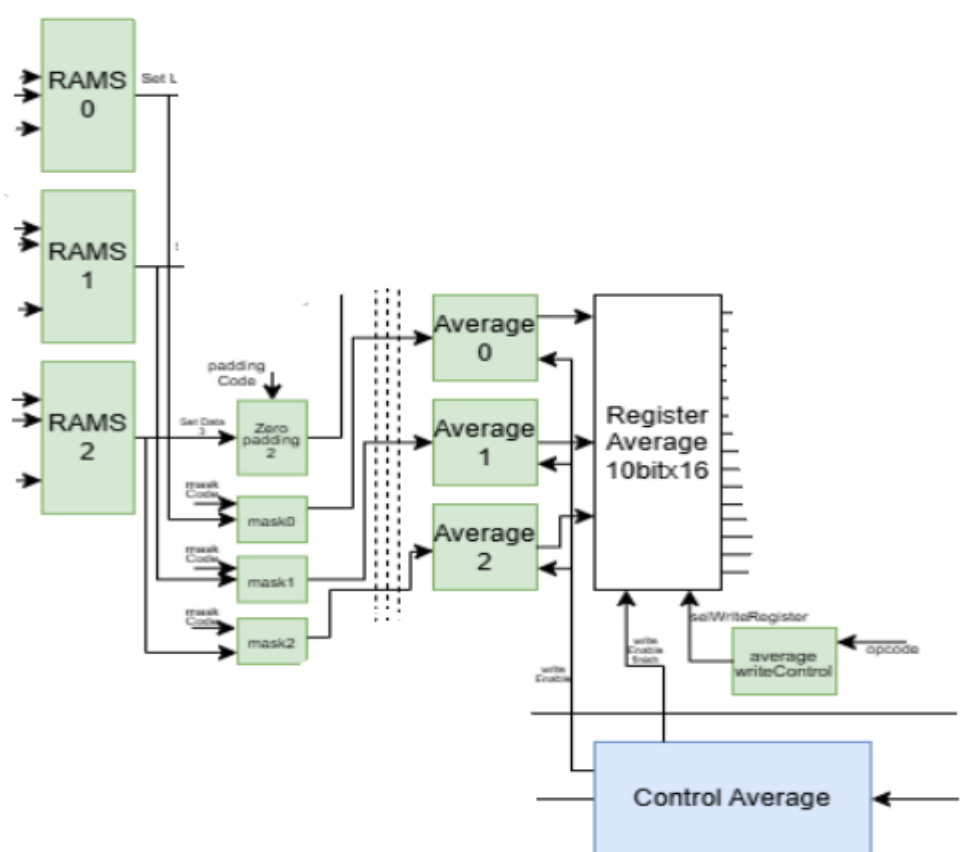 RAMS
0
Set L
RAMS
1
RAMS
2
padding
Code
Set Data
3
Zero
padding
2
mask
Code
mask0
mask
Code
mask1
mask
Code
mask2
Average
0
Average
1
Average
2
Register
Average
10bitx16
selWriteRegister
write
Enable
finish
average
writeControl
opcode
write
Enable
Control Average